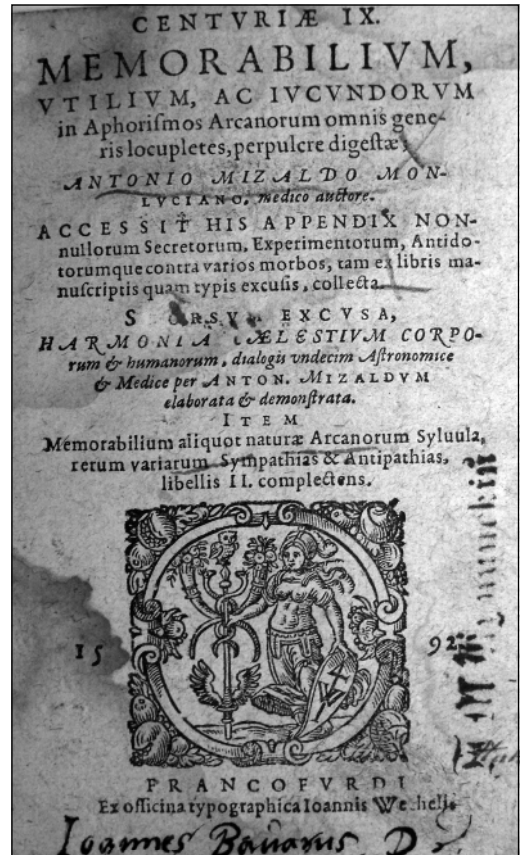 CENTVRIÆ IX.
MEMORABILIVM,
VTILIVM, AC IVCVNDORVM
in Aphoriſmos Arcanorum omnis gene-
ris locupletes, perpulcre digeſtæ,
ANTONIO MIZALDO MON-
LVCIANO, medico auctore.
ACCESSIT HIS APPENDIX NON-
nullorum Secretorum, Experimentorum, Antido-
torumque contra varios morbos, tam ex libris ma-
nuſcriptis quam typis excuſis, collecta.
EXCVSA,
HARMONIA CÆLESTIVM CORPO-
rum & humanorum, dialogis vndecim Aſtronomice
& Medice per ANTON. MIZALDVM
elaborata & demonſtrata.
ITEM
Memorabilium aliquot naturæ Arcanorum Syluula,
rerum variarum Sympathias & Antipathias,
libellis II. complectens.
15 92.
FRANCOFVRDI
Ex officina typographica Ioannis We heli.
Ioannes Bavarus D